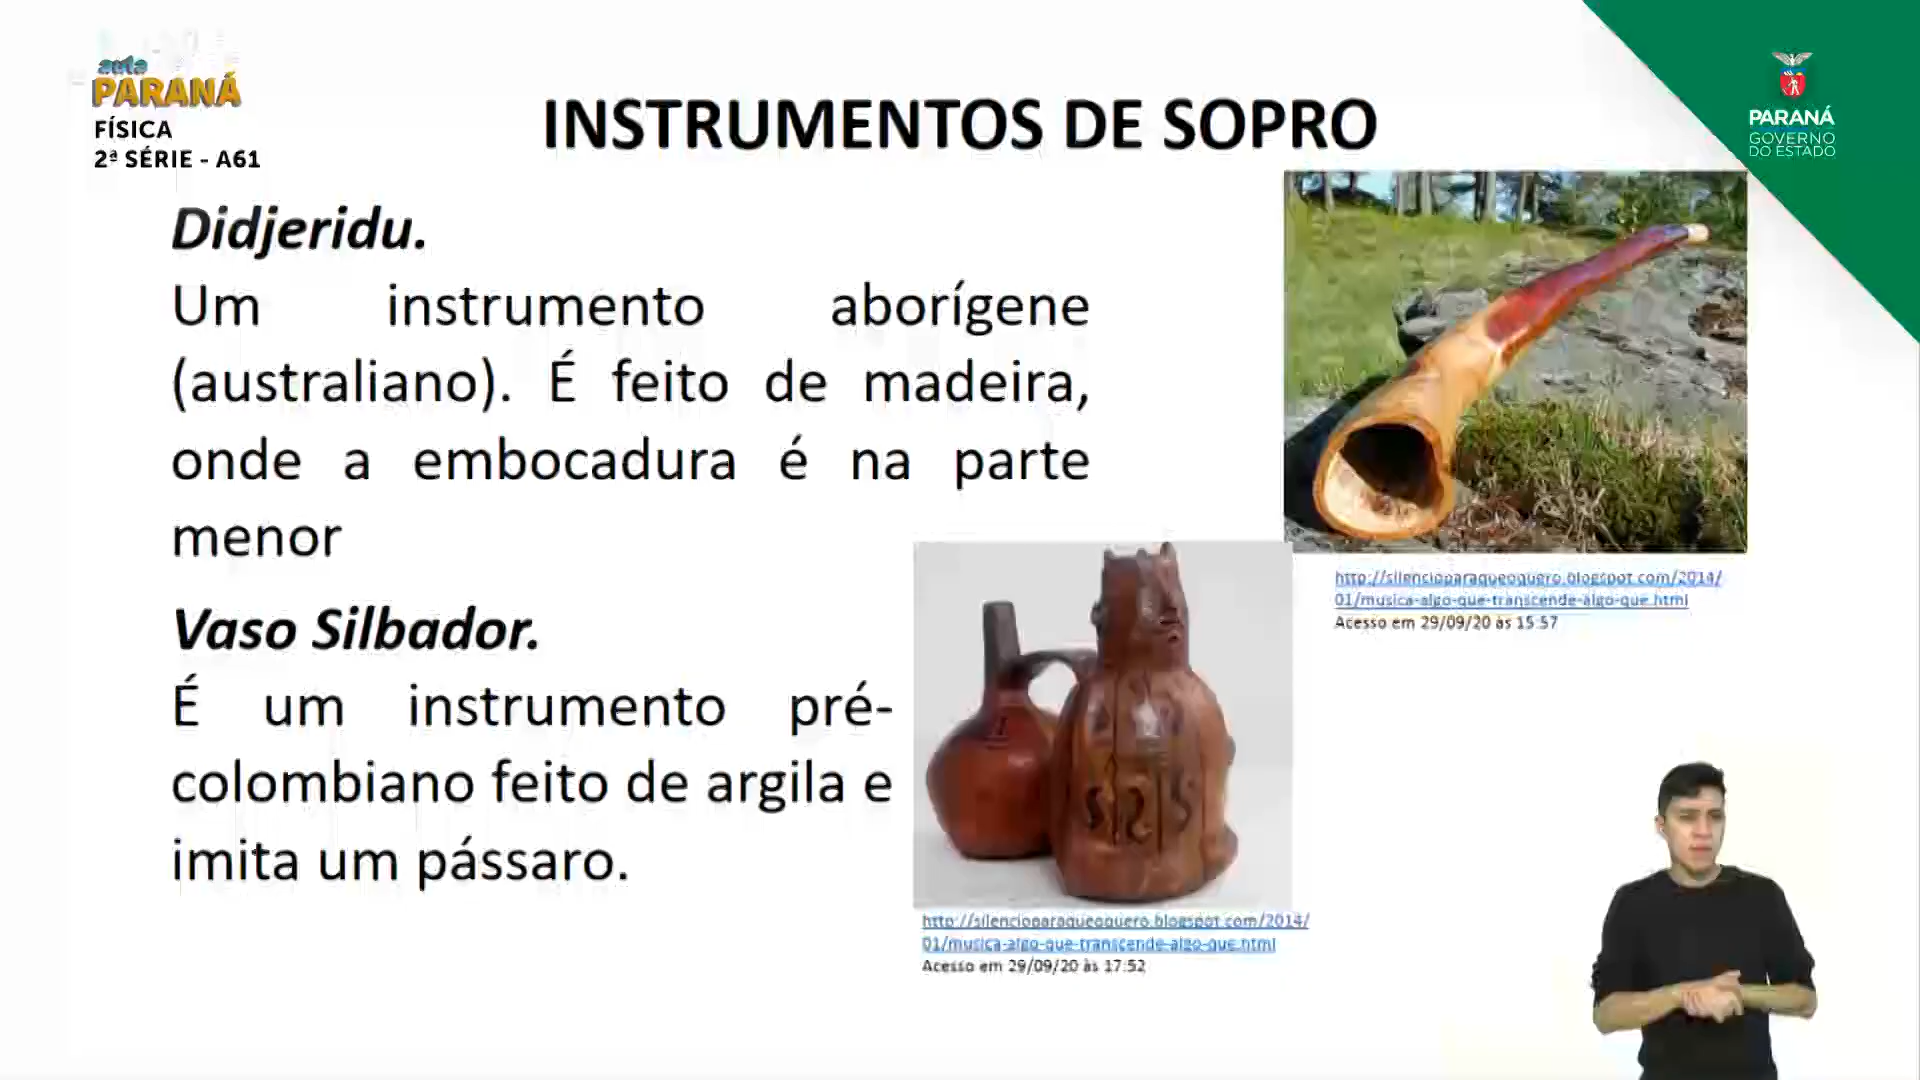 aula
PARANÁ
FÍSICA
2ª SÉRIE - A61
INSTRUMENTOS DE SOPRO
PARANÁ
GOVERNO
DO ESTADO
Didjeridu.
Um instrumento aborígene
(australiano). É feito de madeira,
onde a embocadura é na parte
menor
http://silencioparaqueoquero.blogspot.com/2014/
01/musica-algo-que-transcende-algo-que.html
Acesso em 29/09/20 às 15:57
Vaso Silbador.
É um instrumento pré-
colombiano feito de argila e
imita um pássaro.
http://silencioparaqueoquero.blogspot.com/2014/
01/musica-algo-que-transcende-algo-que.html
Acesso em 29/09/20 às 17:52